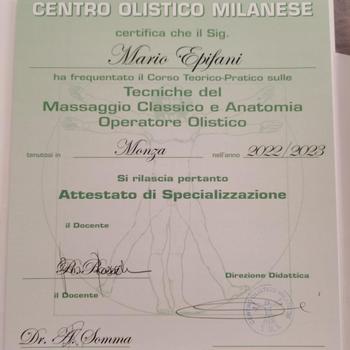 CENTRO OLISTICO MILANESE
certifica che il Sig.
Mario Epifani
ha frequentato il Corso Teorico-Pratico sulle
Tecniche del
Massaggio Classico e Anatomia
Operatore Olistico
tenutosi in Monza nell'anno 2022/2023
Si rilascia pertanto
Attestato di Specializzazione
il Docente
Direzione Didattica
il Docente
Dr. A. Somma